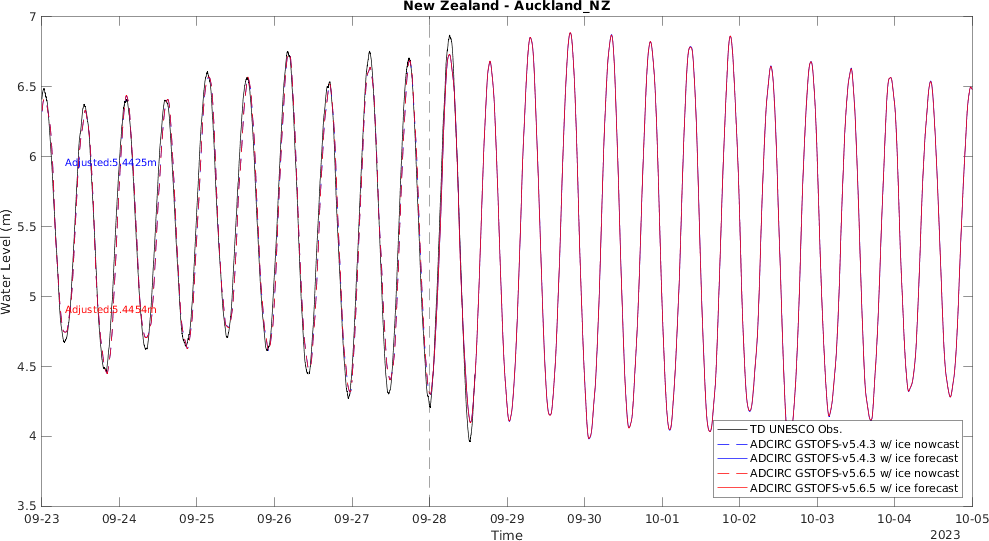 New Zealand - Auckland_NZ
7
6.5
6
5.5
5
4.5
4
3.5
Water Level (m)
Adjusted:5.4425m
Adjusted:5.4454m
TD UNESCO Obs.
ADCIRC GSTOFS-v5.4.3 w/ ice nowcast
ADCIRC GSTOFS-v5.4.3 w/ ice forecast
ADCIRC GSTOFS-v5.6.5 w/ ice nowcast
ADCIRC GSTOFS-v5.6.5 w/ ice forecast
09-23 09-24 09-25 09-26 09-27 09-28 09-29 09-30 10-01 10-02 10-03 10-04 10-05
Time
2023